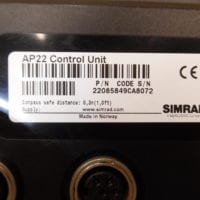 AP22 Control Unit
P/N CODE S/N
22085849CA8072
Compass safe distance: 0,3m(1,0ft)
http://www.simrad.com
Supply
Made in Norway
CE
SIMRAD